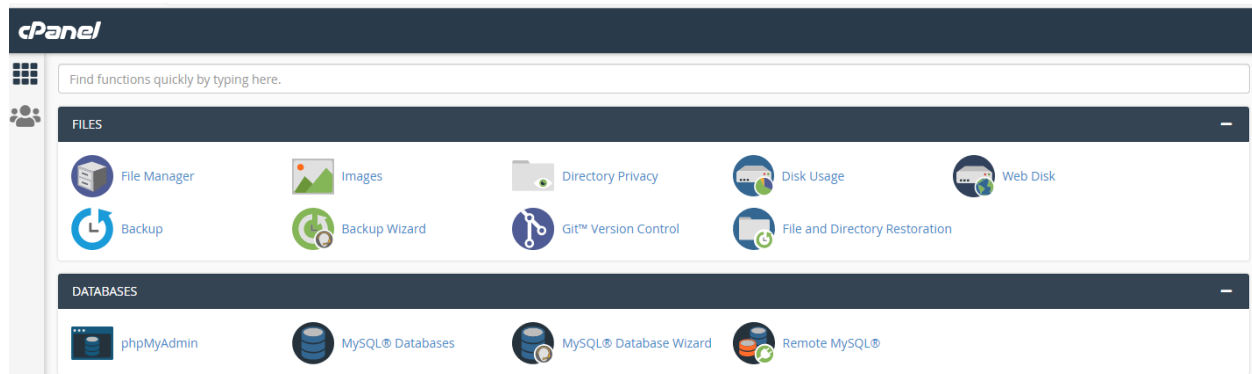 cPanel
Find functions quickly by typing here.
FILES
File Manager
Images
Directory Privacy
Disk Usage
Web Disk
Backup
Backup Wizard
Git™ Version Control
File and Directory Restoration
DATABASES
phpMyAdmin
MySQL® Databases
MySQL® Database Wizard
Remote MySQL®